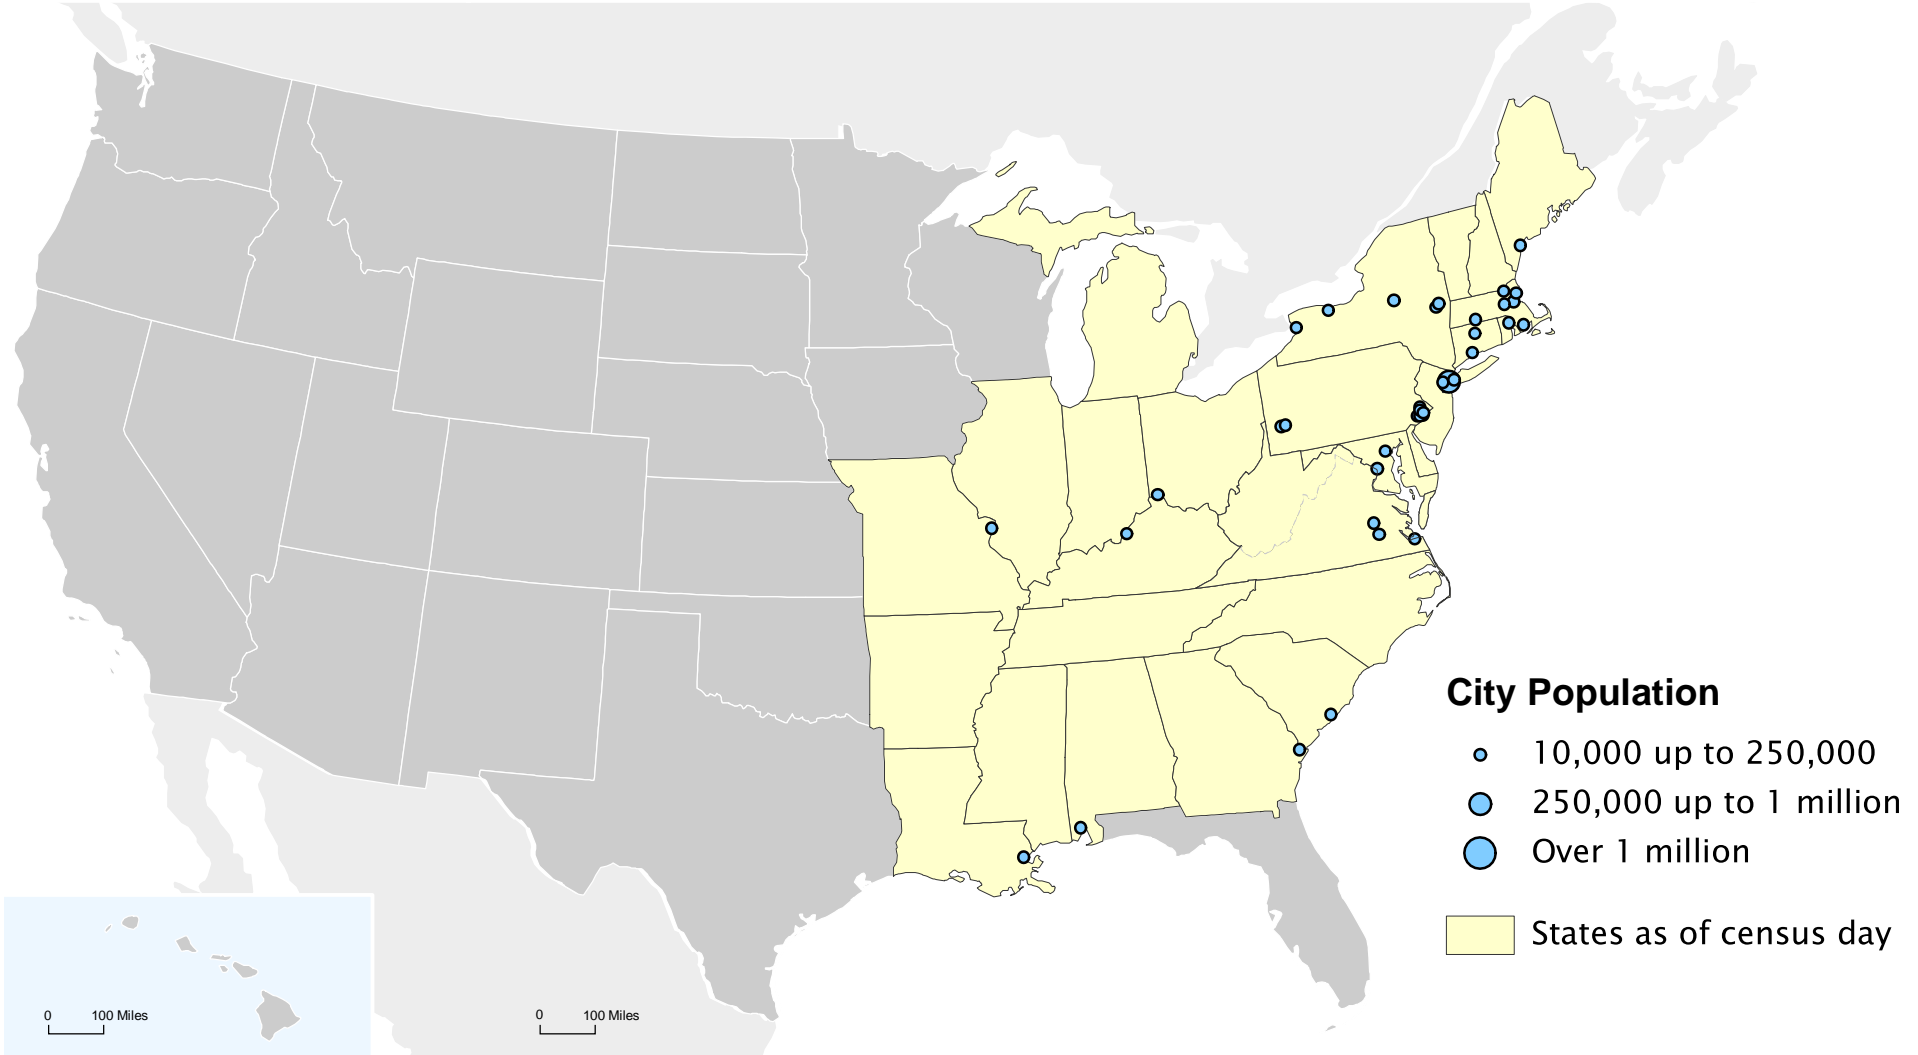 City Population
10,000 up to 250,000
250,000 up to 1 million
Over 1 million
States as of census day
0 100 Miles
0 100 Miles